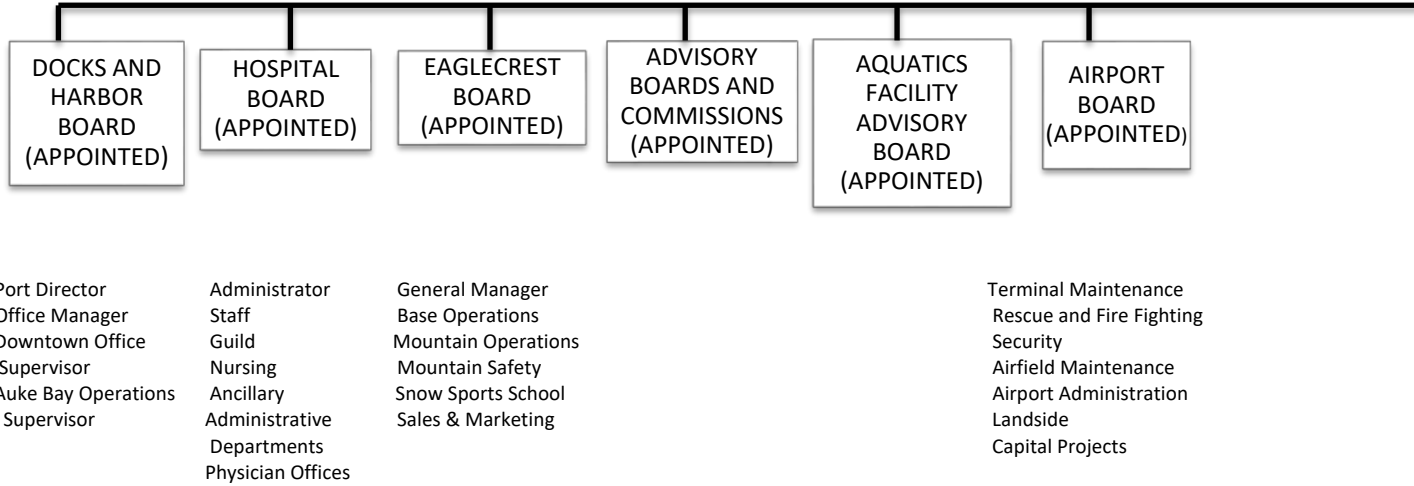 DOCKS AND
HARBOR
BOARD
(APPOINTED)
HOSPITAL
BOARD
(APPOINTED)
EAGLECREST
BOARD
(APPOINTED)
ADVISORY
BOARDS AND
COMMISSIONS
(APPOINTED)
AQUATICS
FACILITY
ADVISORY
BOARD
(APPOINTED)
AIRPORT
BOARD
(APPOINTED)
Port Director
Office Manager
Downtown Office
Supervisor
Auke Bay Operations
Supervisor
Administrator
Staff
Guild
Nursing
Ancillary
Administrative
Departments
Physician Offices
General Manager
Base Operations
Mountain Operations
Mountain Safety
Snow Sports School
Sales & Marketing
Terminal Maintenance
Rescue and Fire Fighting
Security
Airfield Maintenance
Airport Administration
Landside
Capital Projects